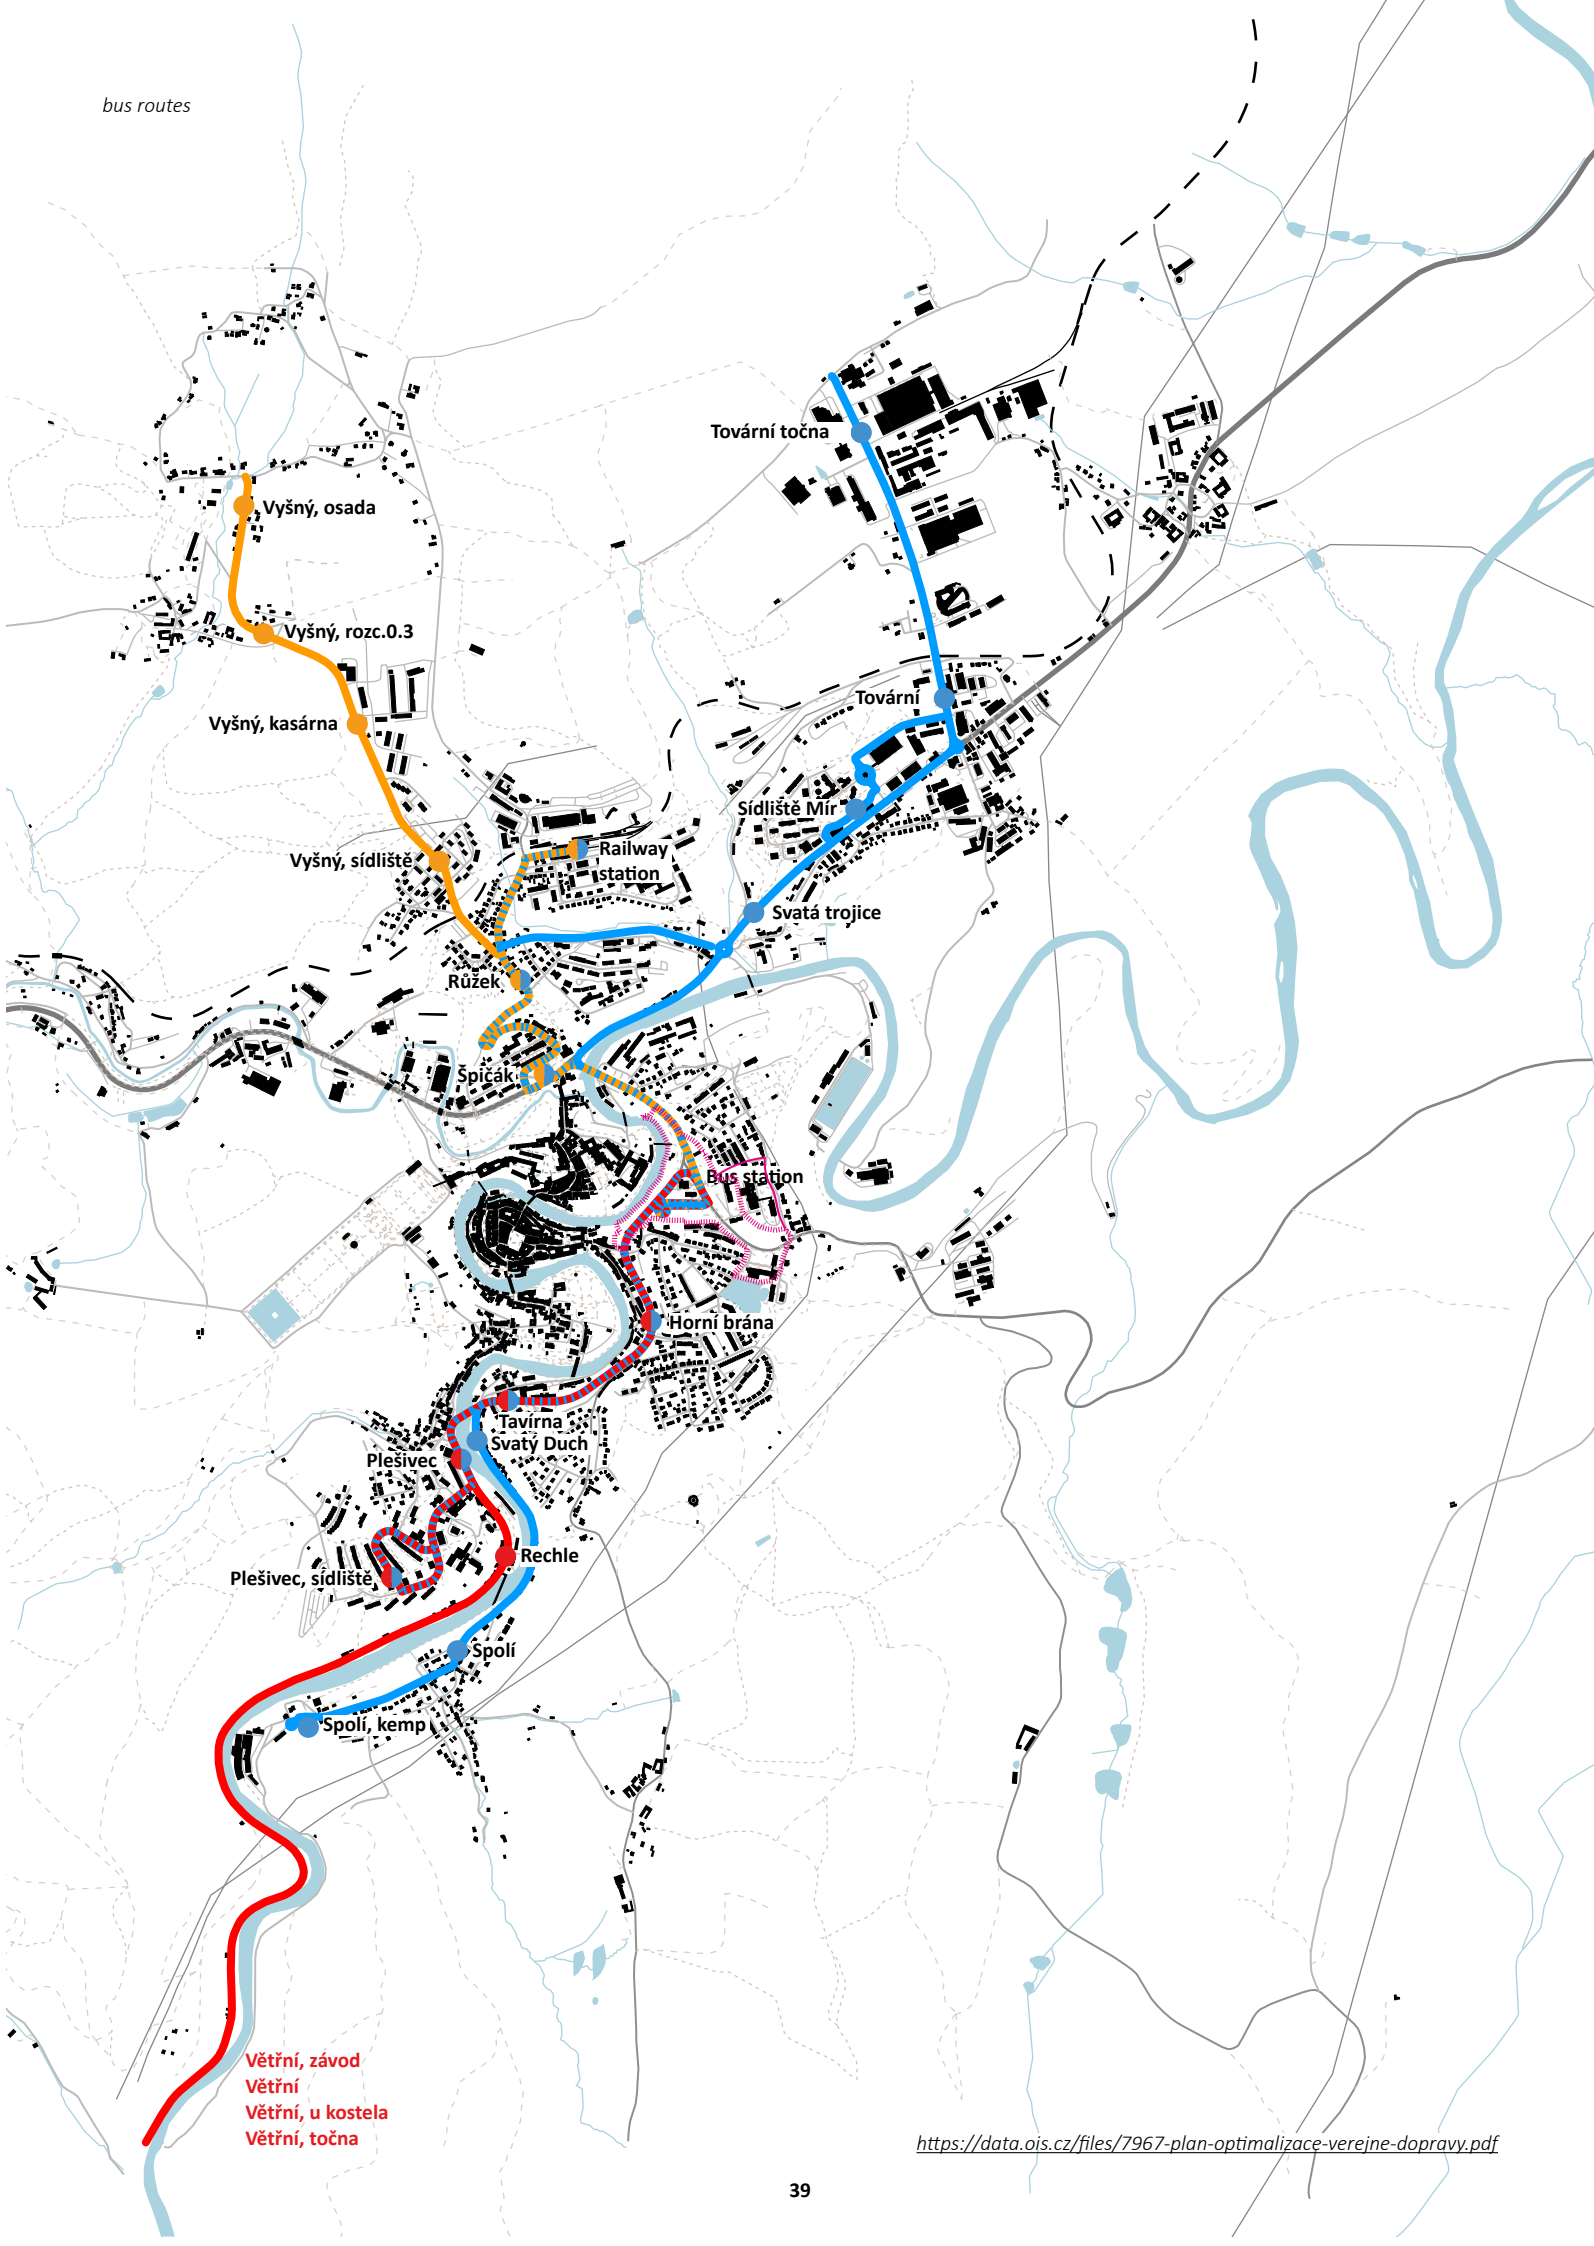 bus routes
Tovární točna
Vyšný, osada
Vyšný, rozc.0.3
Tovární
Vyšný, kasárna
Sídliště Mír
Railway
station
Vyšný, sídliště
Svatá trojice
Růžek
Špičák
Bus station
Horní brána
Tavírna
Svatý Duch
Plešivec
Rechle
Plešivec, sídliště
Spolí
Spolí, kemp
Větřní, závod
Větřní
Větřní, u kostela
Větřní, točna
https://data.ois.cz/files/7967-plan-optimalizace-verejne-dopravy.pdf
39